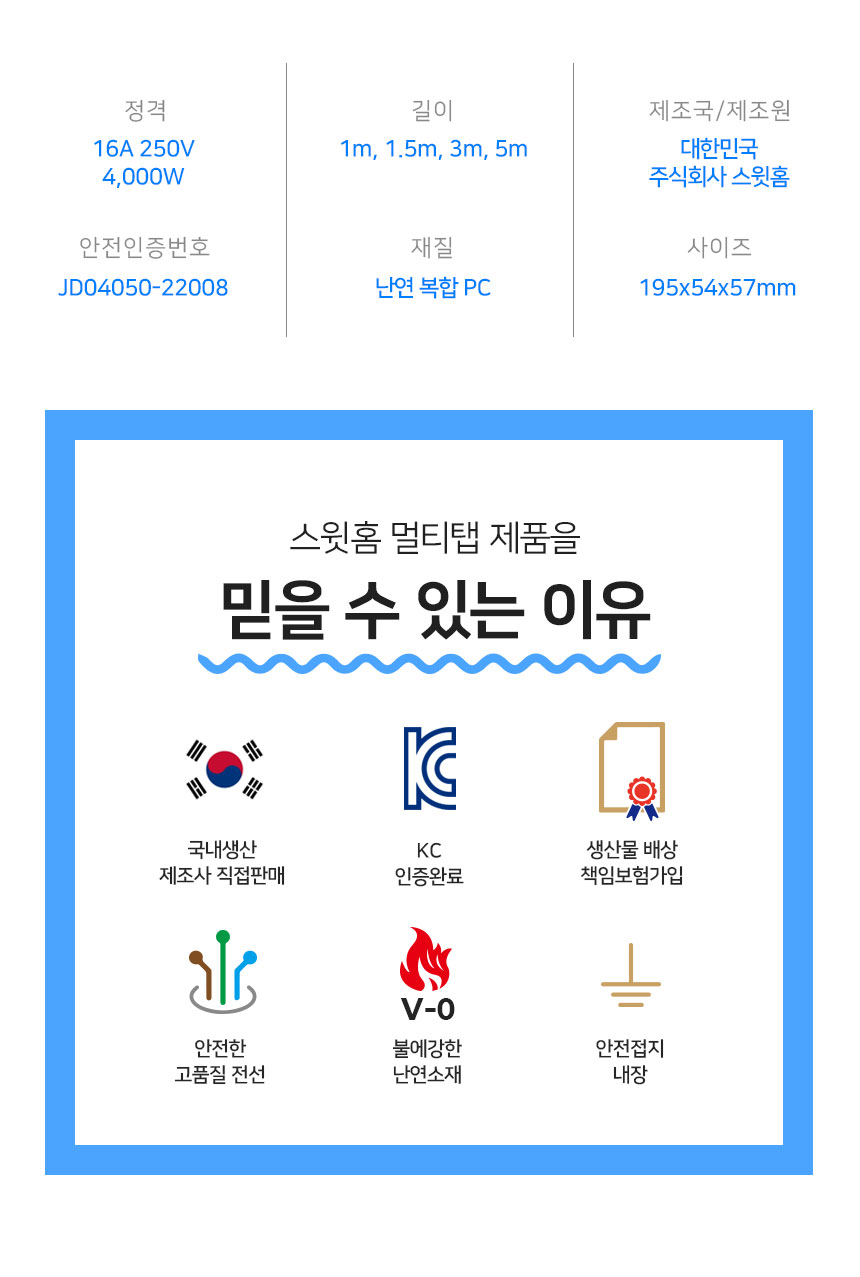 정격
16A 250V
4,000W
길이
1m, 1.5m, 3m, 5m
제조국/제조원
대한민국
주식회사 스윗홈
안전인증번호
JD04050-22008
재질
난연 복합 PC
사이즈
195x54x57mm
스윗홈 멀티탭 제품을
믿을 수 있는 이유
국내생산
제조사 직접판매
KC
인증완료
생산물 배상
책임보험가입
안전한
고품질 전선
V-0
불에강한
난연소재
안전접지
내장